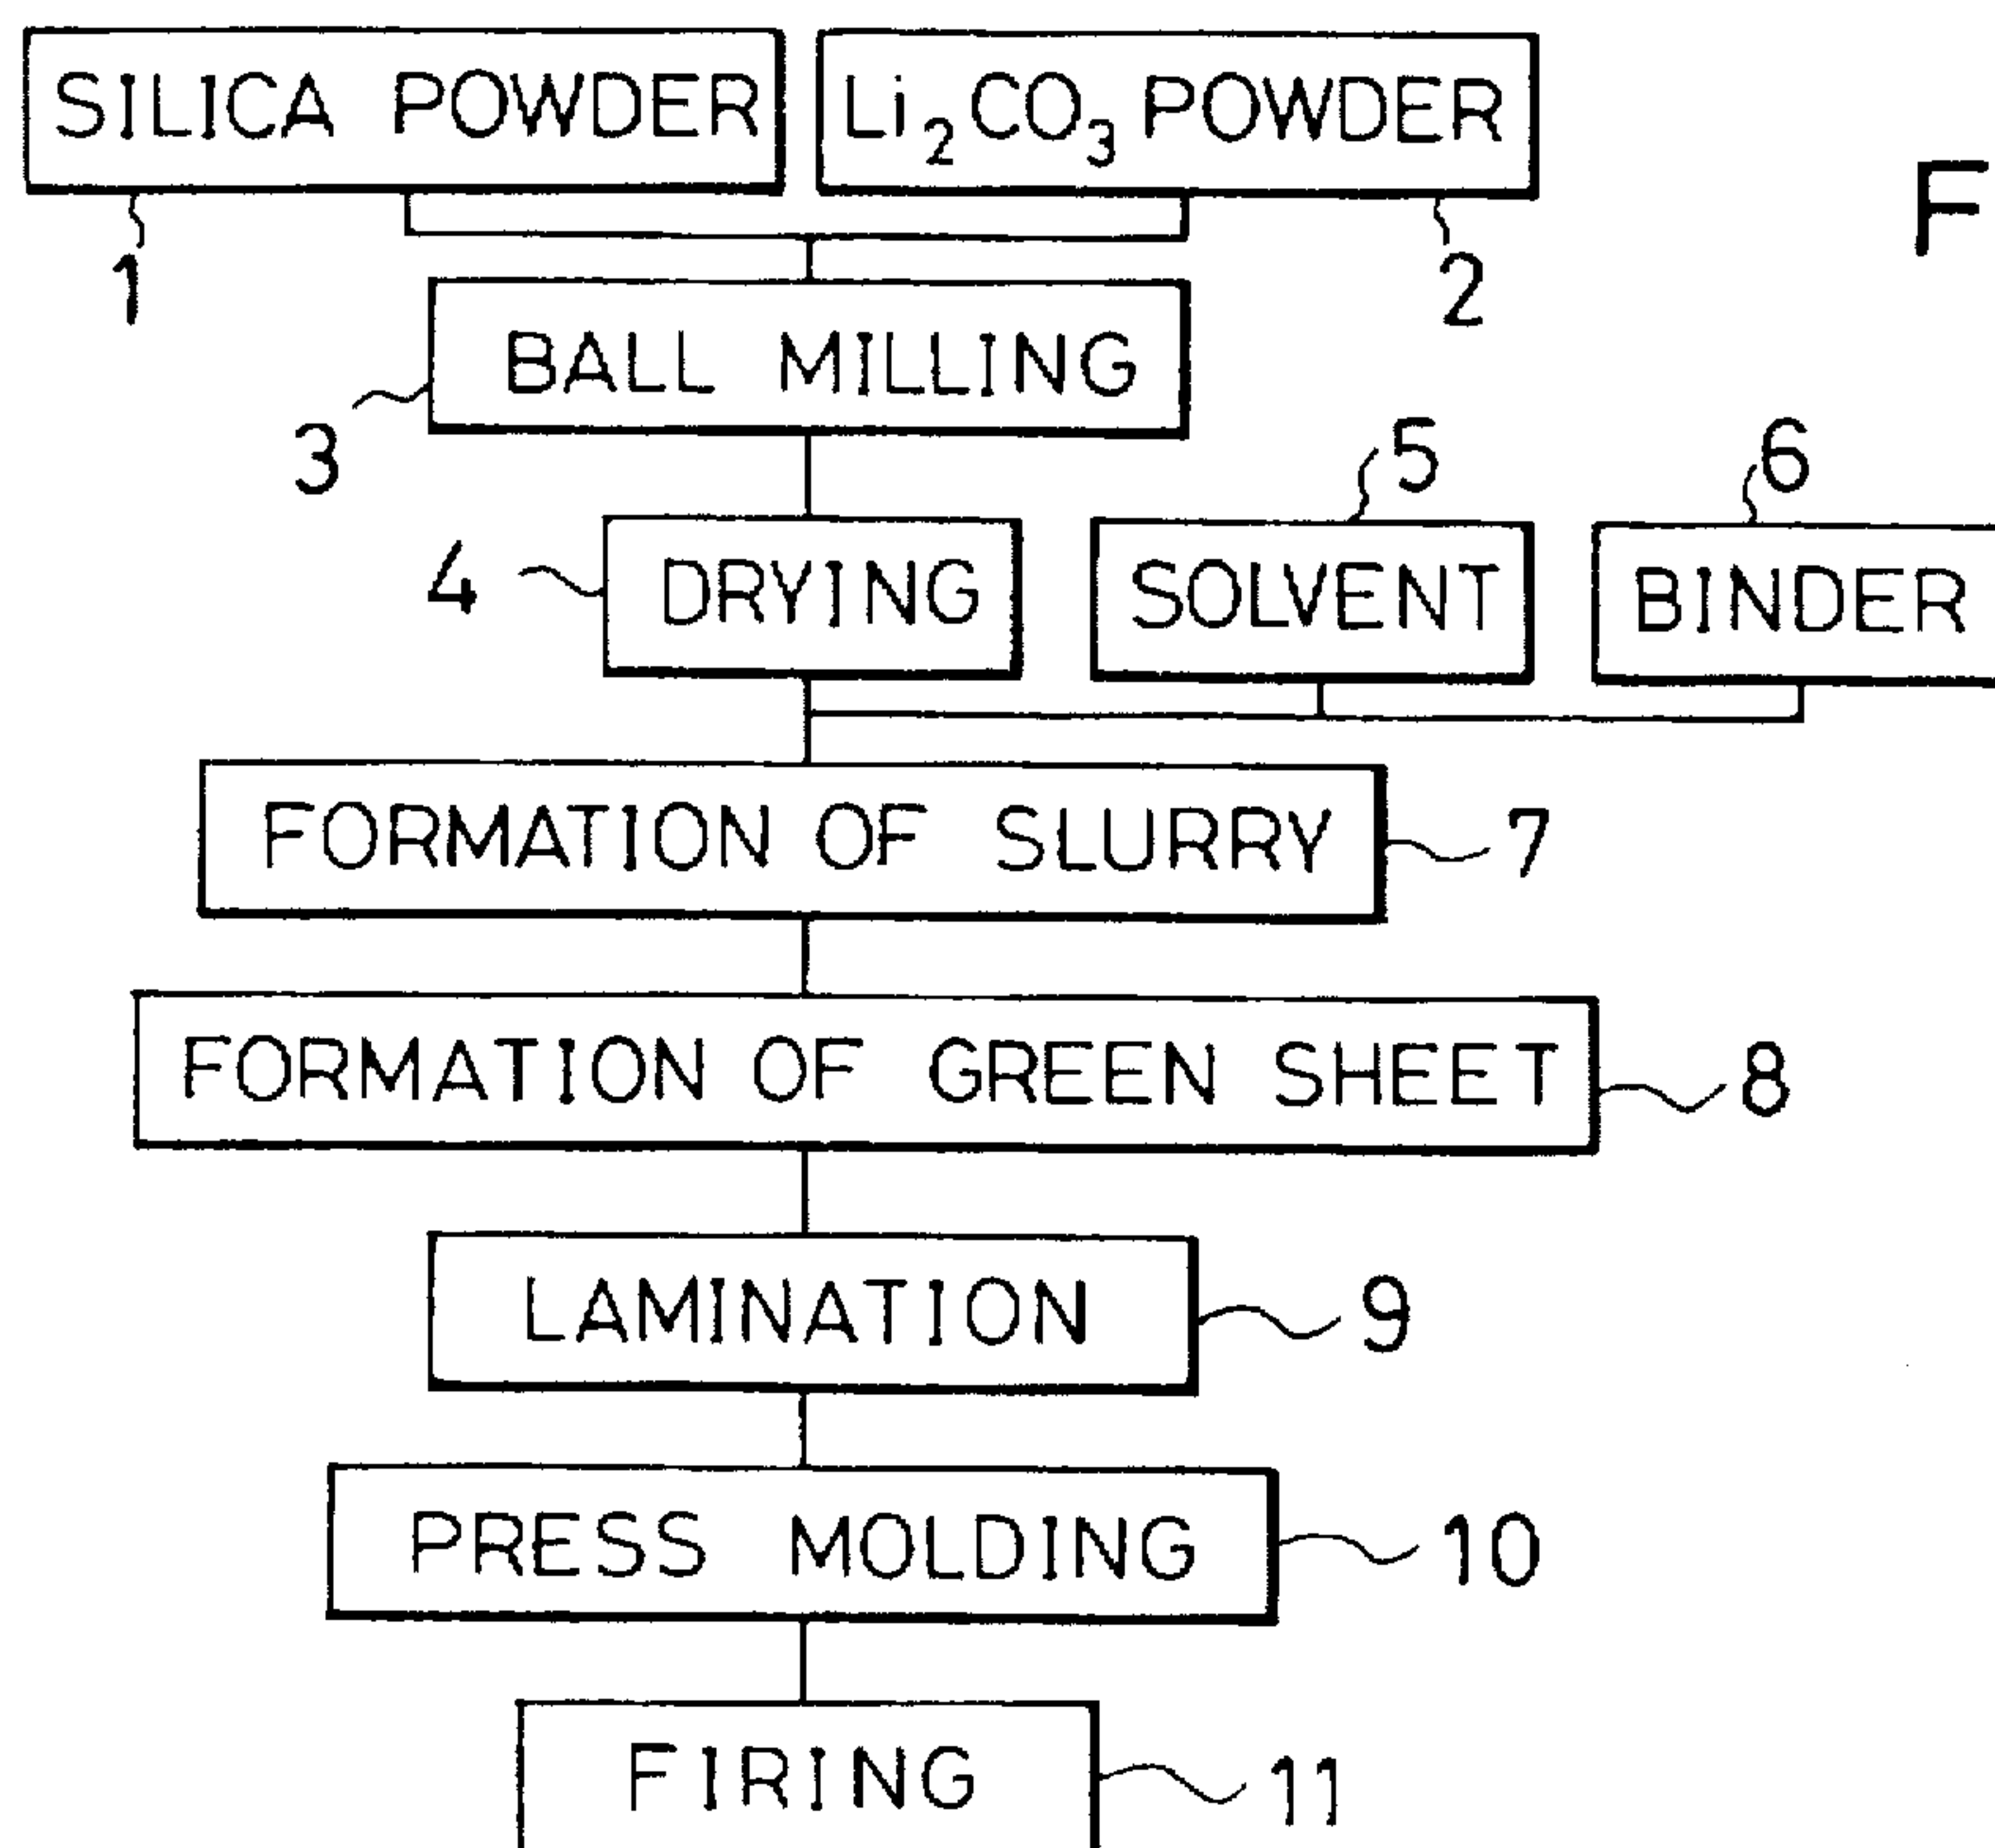 SILICA POWDER
Li₂CO₃ POWDER
F
1
2
BALL MILLING
3
5
6
4
DRYING
SOLVENT
BINDER
FORMATION OF SLURRY
7
FORMATION OF GREEN SHEET
8
LAMINATION
9
PRESS MOLDING
10
FIRING
11